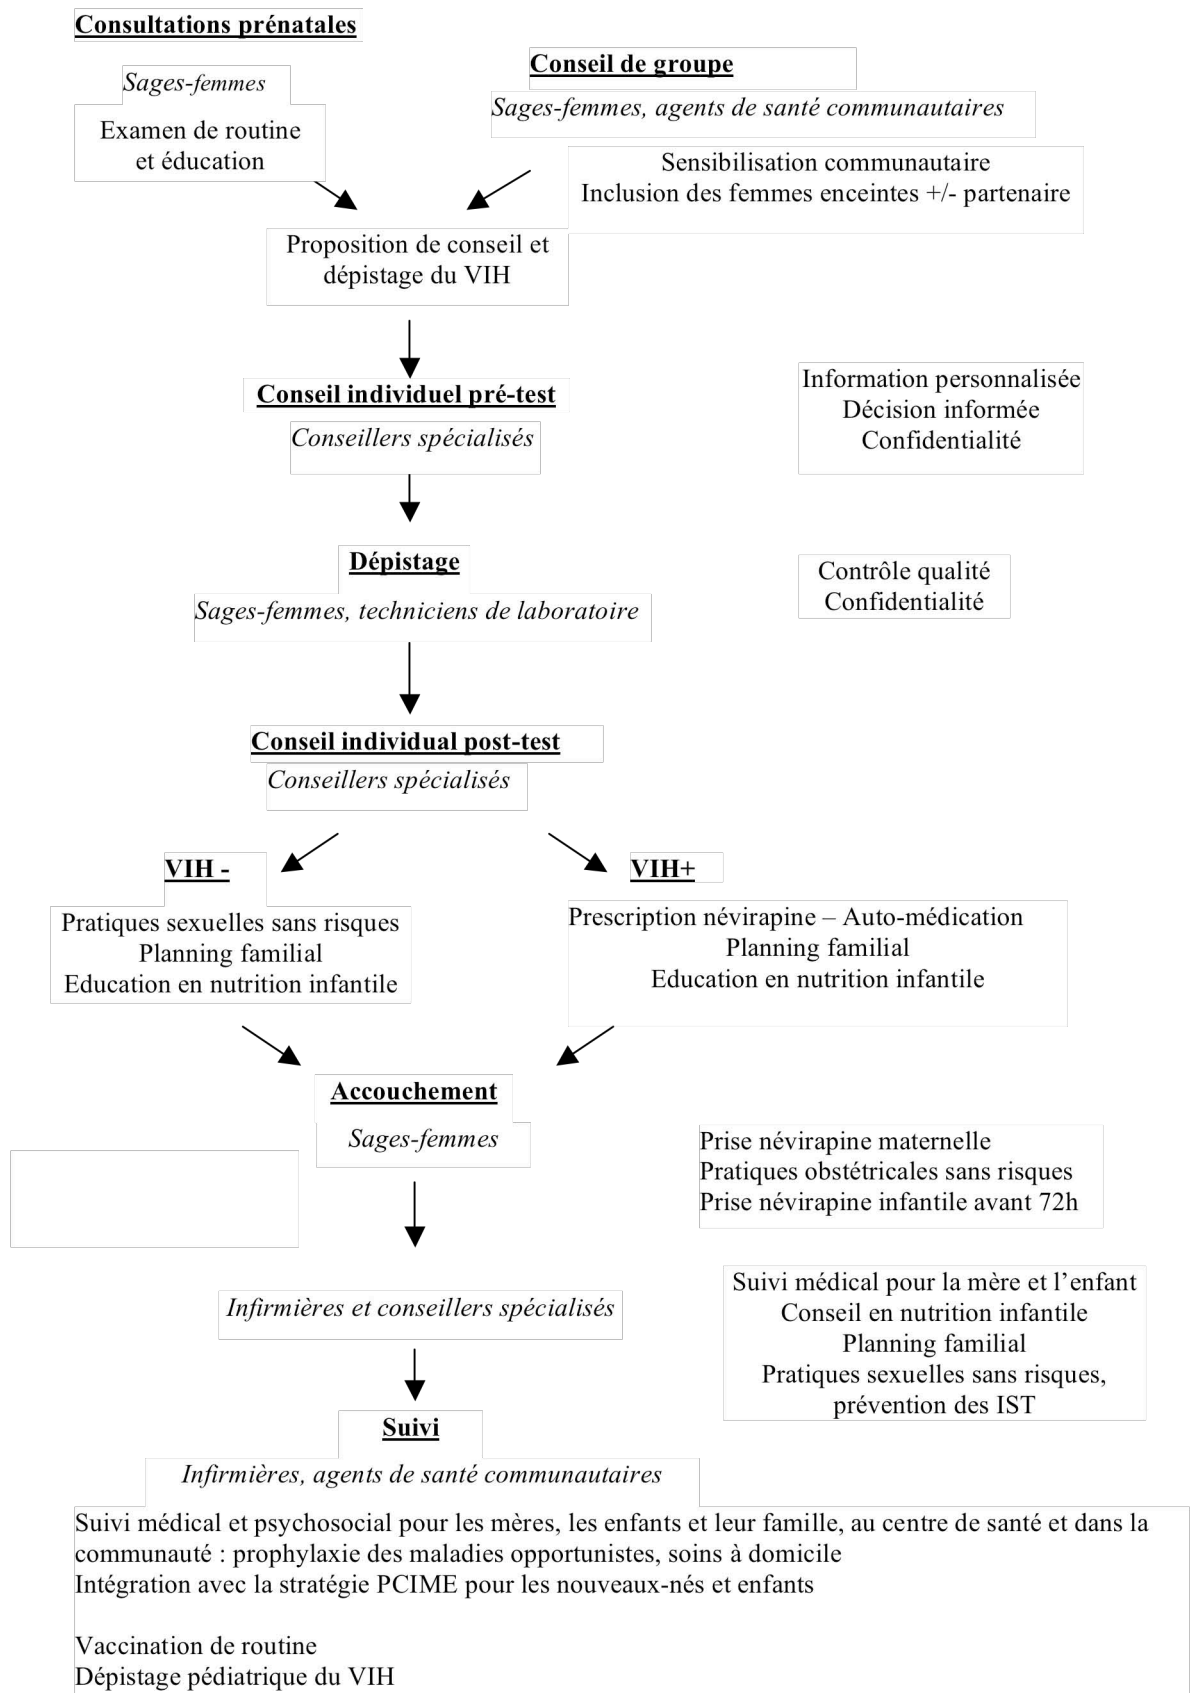 Consultations prénatales
Sages-femmes
Examen de routine
et éducation
Conseil de groupe
Sages-femmes, agents de santé communautaires
Sensibilisation communautaire
Inclusion des femmes enceintes +/- partenaire
Proposition de conseil et
dépistage du VIH
Conseil individuel pré-test
Conseillers spécialisés
Information personnalisée
Décision informée
Confidentialité
Dépistage
Sages-femmes, techniciens de laboratoire
Contrôle qualité
Confidentialité
Conseil individual post-test
Conseillers spécialisés
VIH -
Pratiques sexuelles sans risques
Planning familial
Education en nutrition infantile
VIH+
Prescription névirapine – Auto-médication
Planning familial
Education en nutrition infantile
Accouchement
Sages-femmes
Prise névirapine maternelle
Pratiques obstétricales sans risques
Prise névirapine infantile avant 72h
Infirmières et conseillers spécialisés
Suivi médical pour la mère et l’enfant
Conseil en nutrition infantile
Planning familial
Pratiques sexuelles sans risques,
prévention des IST
Suivi
Infirmières, agents de santé communautaires
Suivi médical et psychosocial pour les mères, les enfants et leur famille, au centre de santé et dans la
communauté : prophylaxie des maladies opportunistes, soins à domicile
Intégration avec la stratégie PCIME pour les nouveaux-nés et enfants
Vaccination de routine
Dépistage pédiatrique du VIH